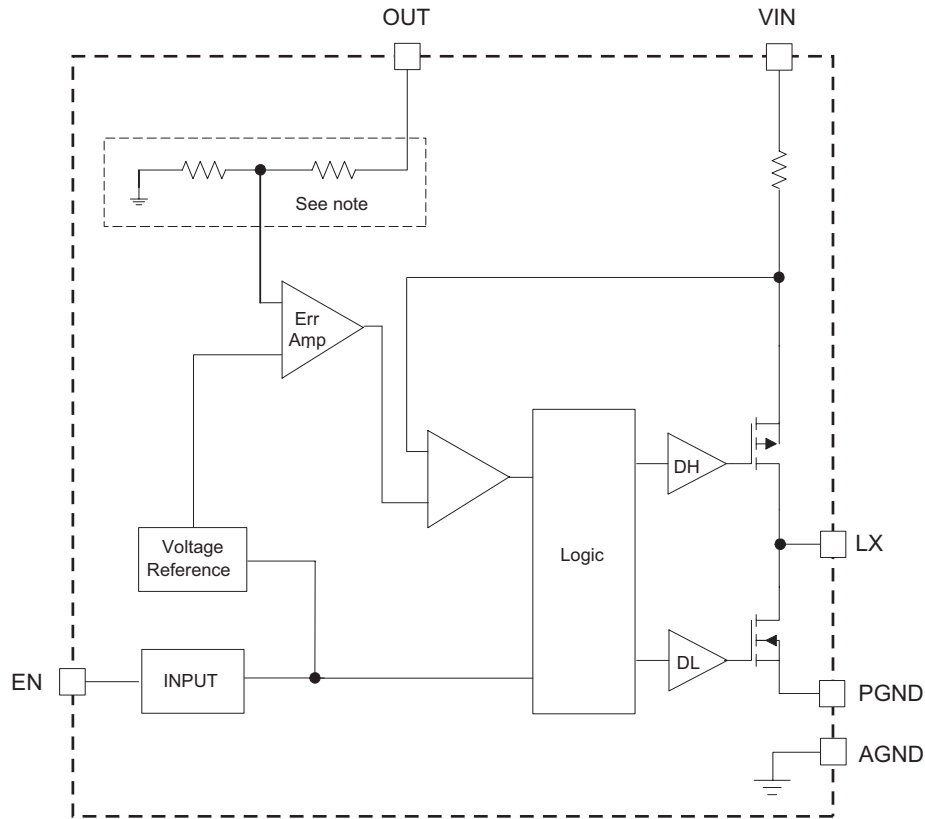 OUT
VIN
See note
Err
Amp
DH
Voltage
Reference
Logic
LX
DL
EN
INPUT
PGND
AGND